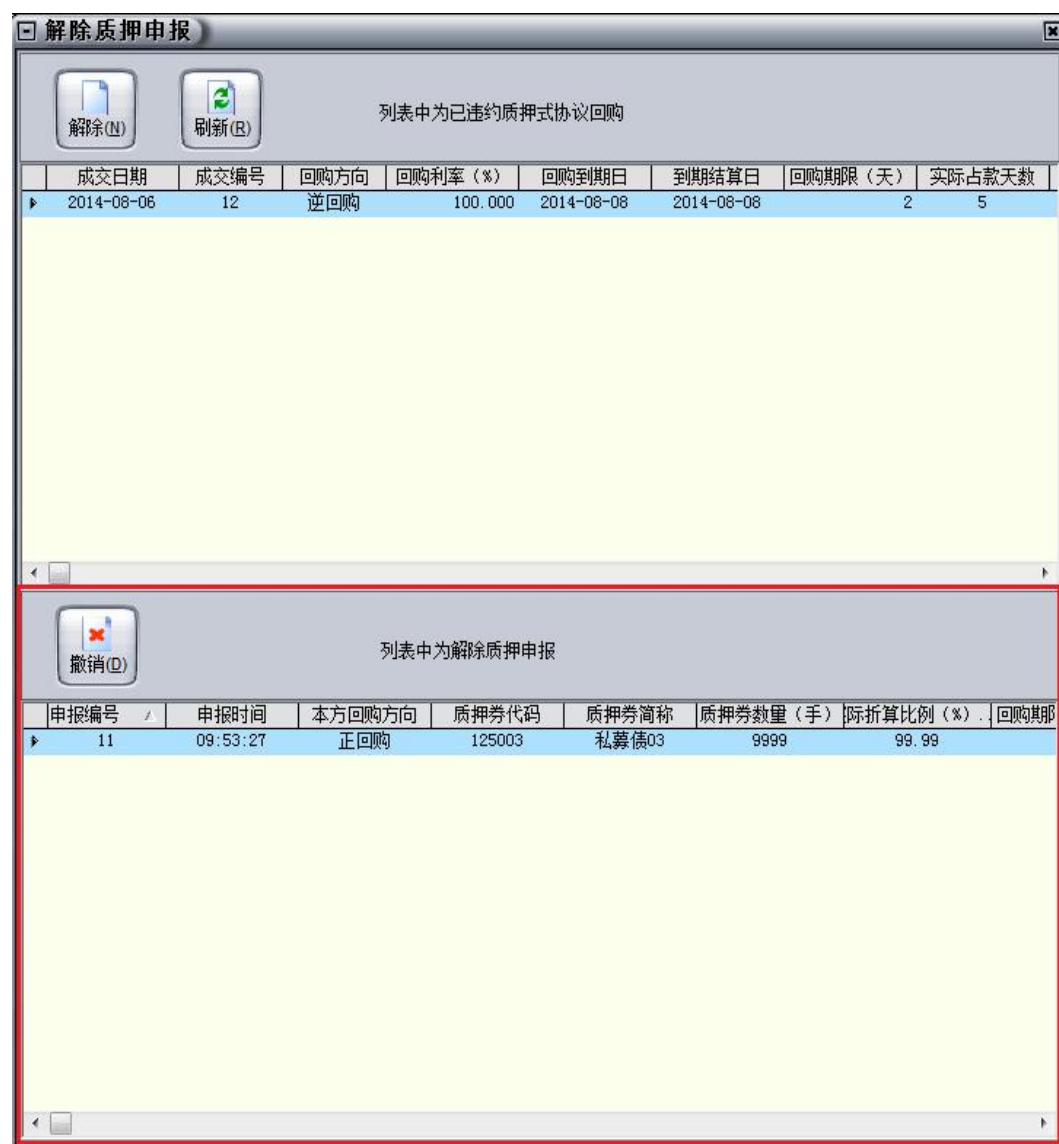 解除质押申报
解除(N) 刷新(R) 列表中为已违约质押式协议回购
成交日期 成交编号 回购方向 回购利率（%） 回购到期日 到期结算日 回购期限（天） 实际占款天数
2014-08-06 12 逆回购 100.000 2014-08-08 2014-08-08 2 5
撤销(D) 列表中为解除质押申报
申报编号 申报时间 本方回购方向 质押券代码 质押券简称 质押券数量（手） 际折算比例（%）.. 回购期
11 09:53:27 正回购 125003 私募债03 9999 99.99